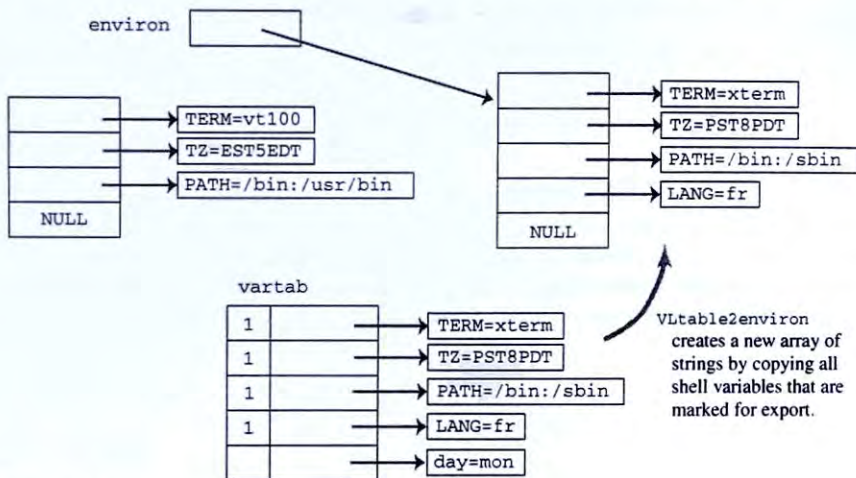 environ
TERM=vt100
TZ=EST5EDT
PATH=/bin:/usr/bin
NULL
TERM=xterm
TZ=PST8PDT
PATH=/bin:/sbin
LANG=fr
NULL
vartab
1
TERM=xterm
1
TZ=PST8PDT
1
PATH=/bin:/sbin
1
LANG=fr
day=mon
VLtable2environ
creates a new array of
strings by copying all
shell variables that are
marked for export.